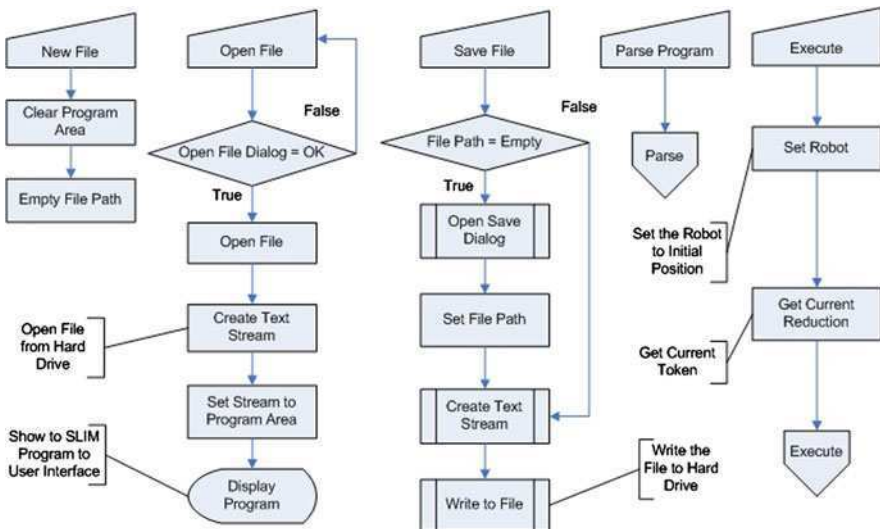 New File
Clear Program
Area
Empty File Path
Open File
False
Open File Dialog = OK
True
Open File
Open File
from Hard
Drive
Create Text
Stream
Set Stream to
Program Area
Show to SLIM
Program to
User Interface
Display
Program
Save File
False
File Path = Empty
True
Open Save
Dialog
Set File Path
Create Text
Stream
Write the
File to Hard
Drive
Write to File
Parse Program
Parse
Execute
Set Robot
Set the Robot
to Initial
Position
Get Current
Reduction
Get Current
Token
Execute